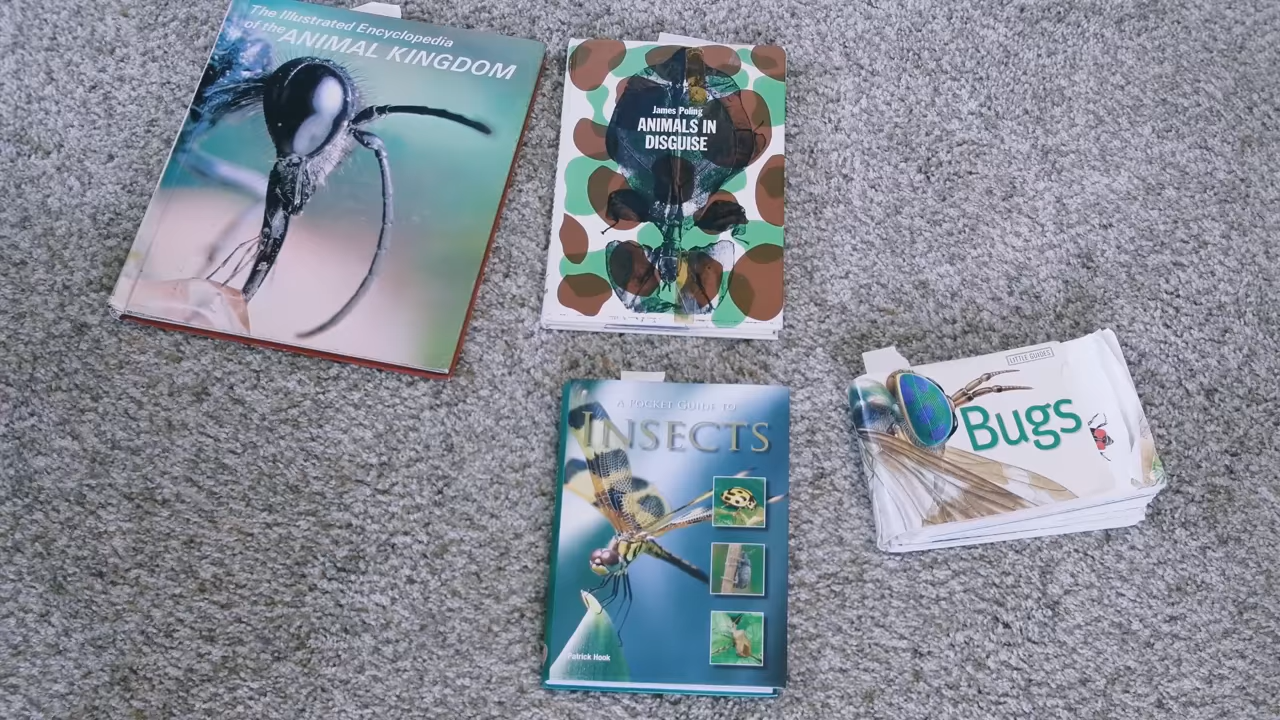 The Illustrated Encyclopedia
of the ANIMAL KINGDOM
James Poling
ANIMALS IN
DISGUISE
A POCKET GUIDE TO
INSECTS
Patrick Hook
LITTLE GUIDES
Bugs